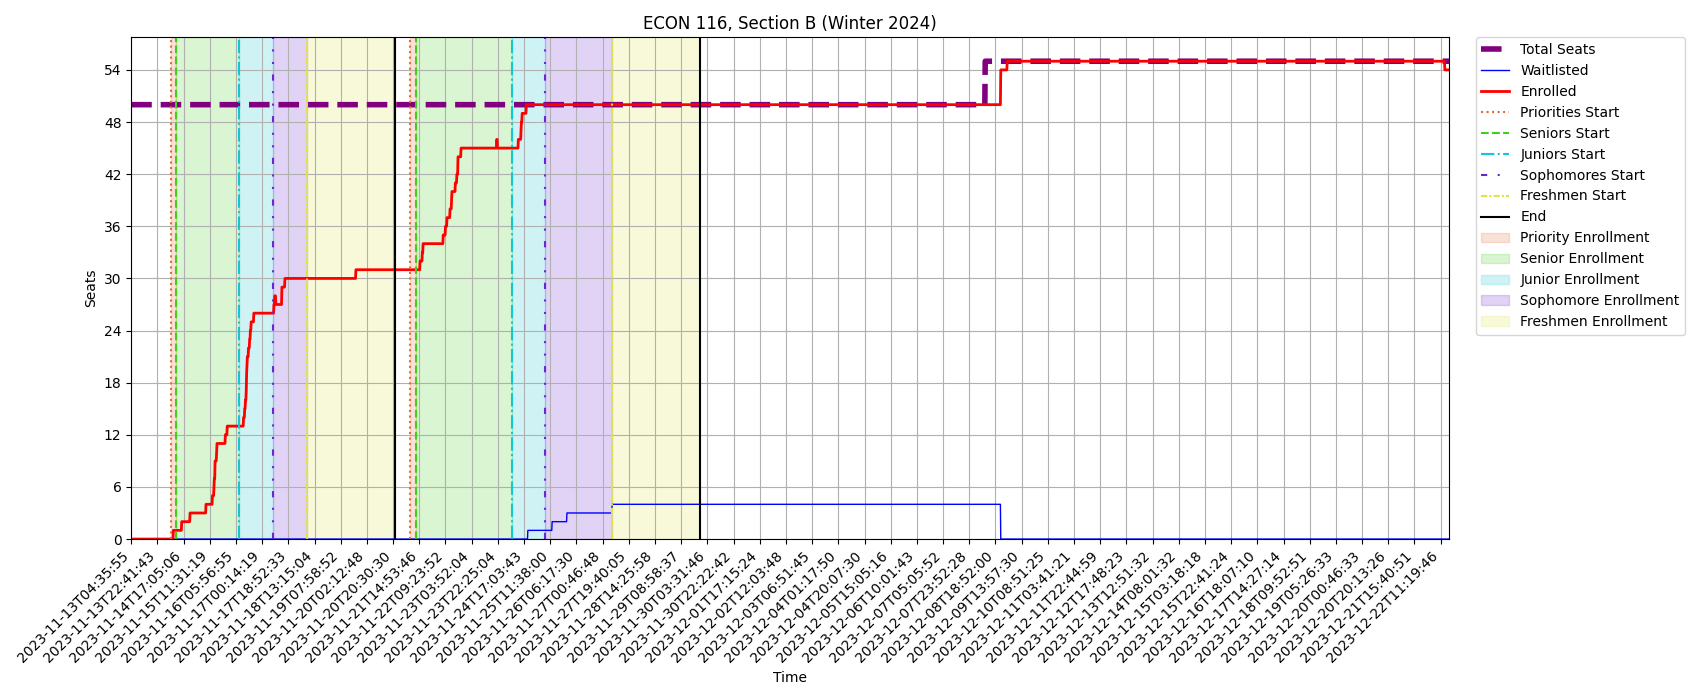 ECON 116, Section B (Winter 2024)
Seats
54
48
42
36
30
24
18
12
6
0
2023-11-13T04:35:55
2023-11-13T22:41:43
2023-11-14T17:05:06
2023-11-15T11:31:19
2023-11-16T05:56:55
2023-11-17T00:14:19
2023-11-17T18:52:33
2023-11-18T13:15:04
2023-11-19T07:58:52
2023-11-20T02:12:48
2023-11-20T20:30:30
2023-11-21T14:53:46
2023-11-22T09:23:52
2023-11-23T03:52:04
2023-11-23T22:25:04
2023-11-24T17:03:43
2023-11-25T11:38:00
2023-11-26T06:17:30
2023-11-27T00:46:48
2023-11-27T19:40:05
2023-11-28T14:25:58
2023-11-29T08:58:37
2023-11-30T03:31:46
2023-11-30T22:22:42
2023-12-01T17:15:24
2023-12-02T12:03:48
2023-12-03T06:51:45
2023-12-04T01:17:50
2023-12-04T20:07:30
2023-12-05T15:05:16
2023-12-06T10:01:43
2023-12-07T05:05:52
2023-12-07T23:52:28
2023-12-08T18:52:00
2023-12-09T13:57:30
2023-12-10T08:51:25
2023-12-11T03:41:21
2023-12-11T22:44:59
2023-12-12T17:48:23
2023-12-13T12:51:32
2023-12-14T08:01:32
2023-12-15T03:18:18
2023-12-15T22:41:24
2023-12-16T18:07:10
2023-12-17T14:27:14
2023-12-18T09:52:51
2023-12-19T05:26:33
2023-12-20T00:46:33
2023-12-20T20:13:26
2023-12-21T15:40:51
2023-12-22T11:19:46
Time
Total Seats
Waitlisted
Enrolled
Priorities Start
Seniors Start
Juniors Start
Sophomores Start
Freshmen Start
End
Priority Enrollment
Senior Enrollment
Junior Enrollment
Sophomore Enrollment
Freshmen Enrollment